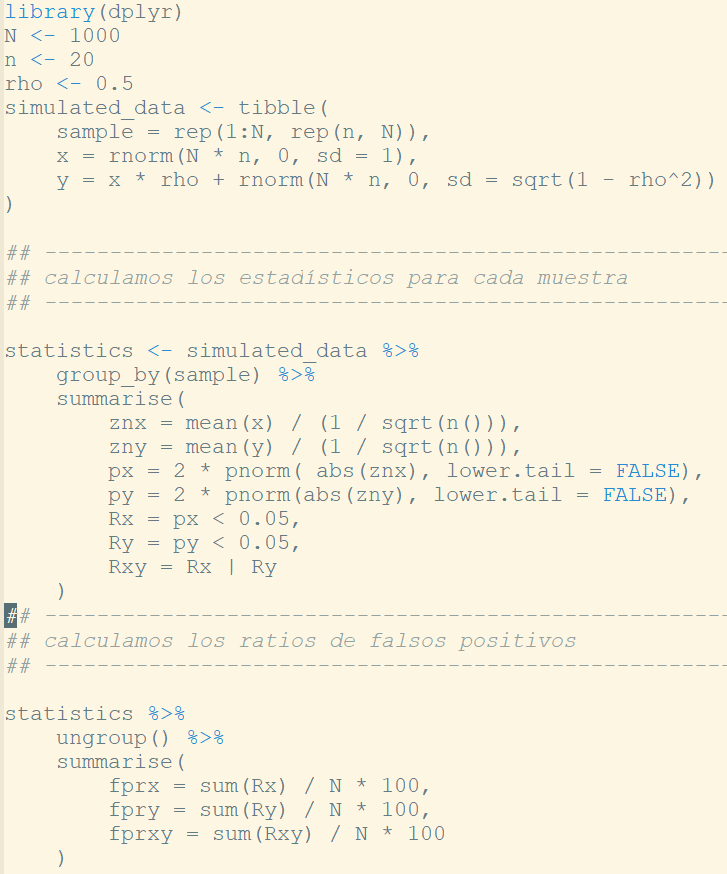 library(dplyr)
N <- 1000
n <- 20
rho <- 0.5
simulated_data <- tibble(
    sample = rep(1:N, rep(n, N)),
    x = rnorm(N * n, 0, sd = 1),
    y = x * rho + rnorm(N * n, 0, sd = sqrt(1 - rho^2))
)

## -----------------------------------------------------
## calculamos los estadísticos para cada muestra
## -----------------------------------------------------

statistics <- simulated_data %>%
    group_by(sample) %>%
    summarise(
        znx = mean(x) / (1 / sqrt(n())),
        zny = mean(y) / (1 / sqrt(n())),
        px = 2 * pnorm( abs(znx), lower.tail = FALSE),
        py = 2 * pnorm(abs(zny), lower.tail = FALSE),
        Rx = px < 0.05,
        Ry = py < 0.05,
        Rxy = Rx | Ry
    )
## -----------------------------------------------------
## calculamos los ratios de falsos positivos
## -----------------------------------------------------

statistics %>%
    ungroup() %>%
    summarise(
        fprx = sum(Rx) / N * 100,
        fpry = sum(Ry) / N * 100,
        fprxy = sum(Rxy) / N * 100
    )